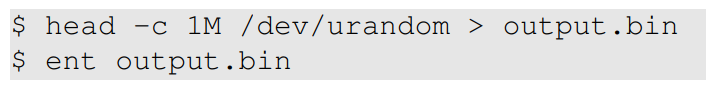 $ head -c 1M /dev/urandom > output.bin
$ ent output.bin